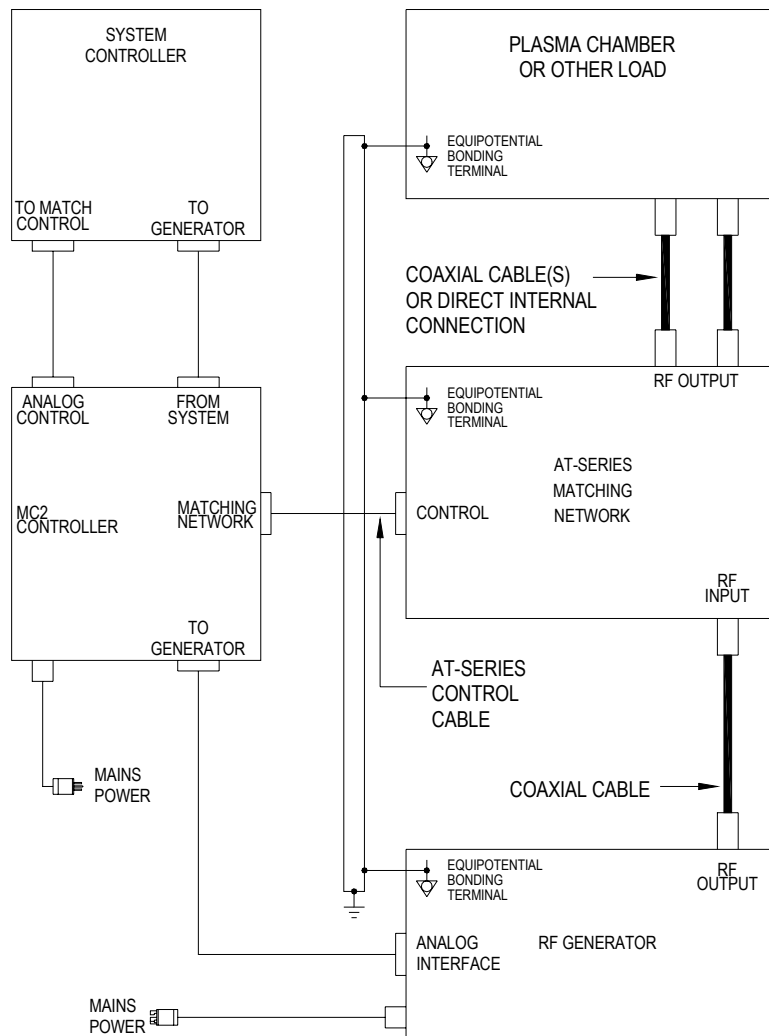 SYSTEM
CONTROLLER
TO MATCH
CONTROL
TO
GENERATOR
PLASMA CHAMBER
OR OTHER LOAD
EQUIPOTENTIAL
BONDING
TERMINAL
COAXIAL CABLE(S)
OR DIRECT INTERNAL
CONNECTION
ANALOG
CONTROL
FROM
SYSTEM
MC2
CONTROLLER
MATCHING
NETWORK
TO
GENERATOR
RF OUTPUT
EQUIPOTENTIAL
BONDING
TERMINAL
AT-SERIES
MATCHING
NETWORK
CONTROL
RF
INPUT
AT-SERIES
CONTROL
CABLE
MAINS
POWER
COAXIAL CABLE
EQUIPOTENTIAL
BONDING
TERMINAL
RF
OUTPUT
ANALOG
INTERFACE
RF GENERATOR
MAINS
POWER